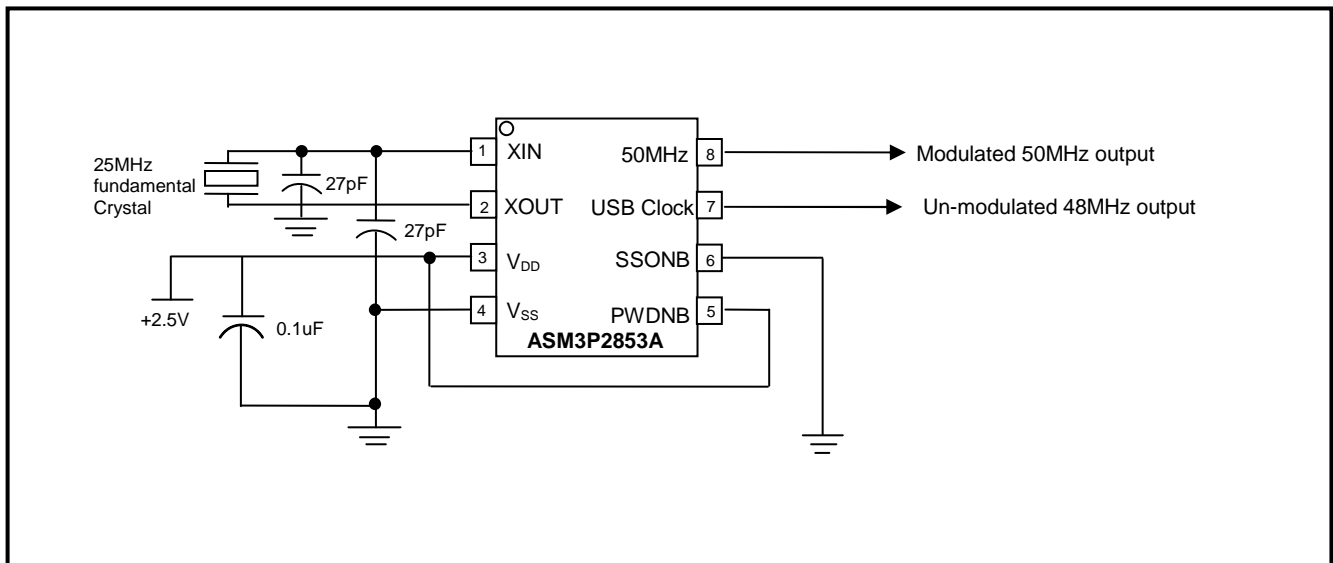 25MHz
fundamental
Crystal
27pF
27pF
+2.5V
0.1uF
1 XIN
2 XOUT
3 VDD
4 VSS
50MHz 8
USB Clock 7
SSONB 6
PWDNB 5
ASM3P2853A
Modulated 50MHz output
Un-modulated 48MHz output